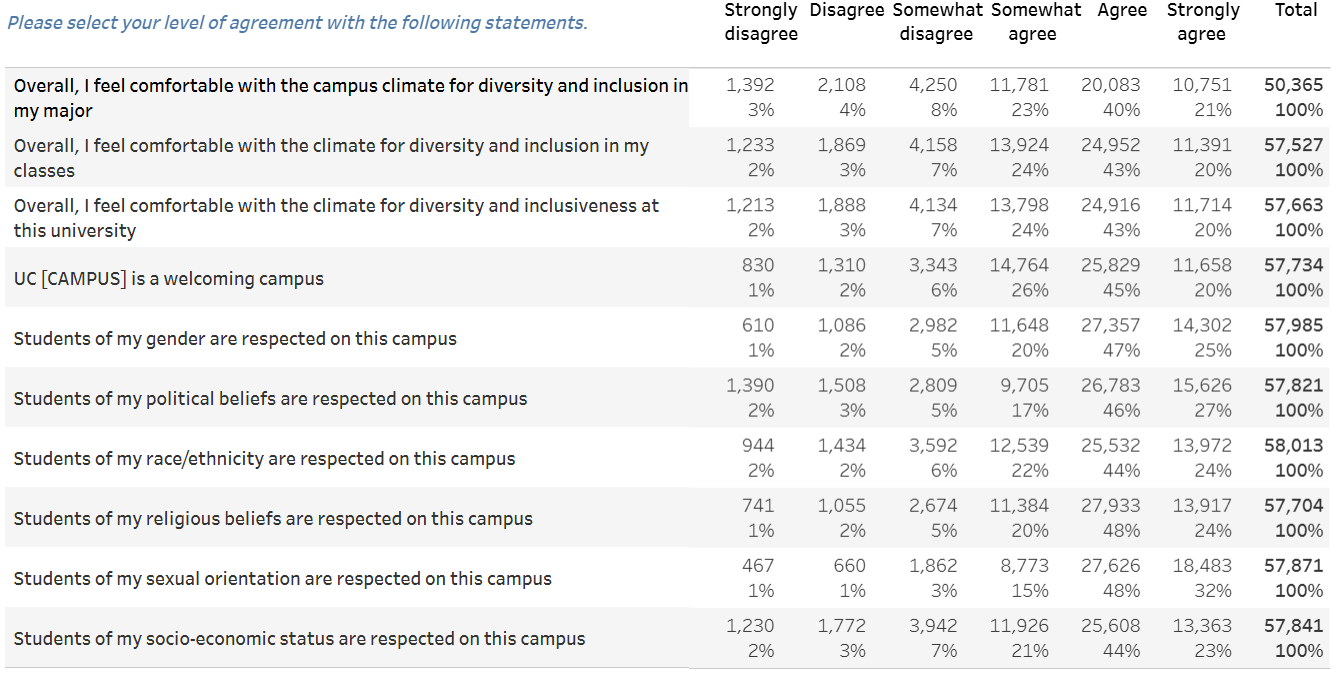 Please select your level of agreement with the following statements.
Strongly disagree Disagree Somewhat disagree Somewhat agree Agree Strongly agree Total
Overall, I feel comfortable with the campus climate for diversity and inclusion in my major
1,392 2,108 4,250 11,781 20,083 10,751 50,365
3% 4% 8% 23% 40% 21% 100%
Overall, I feel comfortable with the climate for diversity and inclusion in my classes
1,233 1,869 4,158 13,924 24,952 11,391 57,527
2% 3% 7% 24% 43% 20% 100%
Overall, I feel comfortable with the climate for diversity and inclusiveness at this university
1,213 1,888 4,134 13,798 24,916 11,714 57,663
2% 3% 7% 24% 43% 20% 100%
UC [CAMPUS] is a welcoming campus
830 1,310 3,343 14,764 25,829 11,658 57,734
1% 2% 6% 26% 45% 20% 100%
Students of my gender are respected on this campus
610 1,086 2,982 11,648 27,357 14,302 57,985
1% 2% 5% 20% 47% 25% 100%
Students of my political beliefs are respected on this campus
1,390 1,508 2,809 9,705 26,783 15,626 57,821
2% 3% 5% 17% 46% 27% 100%
Students of my race/ethnicity are respected on this campus
944 1,434 3,592 12,539 25,532 13,972 58,013
2% 2% 6% 22% 44% 24% 100%
Students of my religious beliefs are respected on this campus
741 1,055 2,674 11,384 27,933 13,917 57,704
1% 2% 5% 20% 48% 24% 100%
Students of my sexual orientation are respected on this campus
467 660 1,862 8,773 27,626 18,483 57,871
1% 1% 3% 15% 48% 32% 100%
Students of my socio-economic status are respected on this campus
1,230 1,772 3,942 11,926 25,608 13,363 57,841
2% 3% 7% 21% 44% 23% 100%